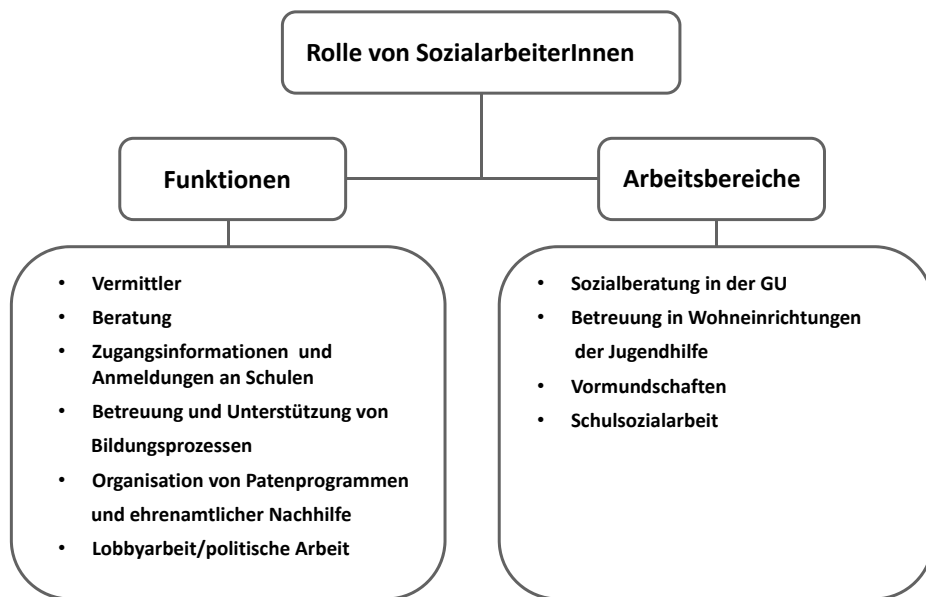 Rolle von SozialarbeiterInnen
Funktionen
Arbeitsbereiche
• Vermittler
• Beratung
• Zugangsinformationen und
Anmeldungen an Schulen
• Betreuung und Unterstützung von
Bildungsprozessen
• Organisation von Patenprogrammen
und ehrenamtlicher Nachhilfe
• Lobbyarbeit/politische Arbeit
• Sozialberatung in der GU
• Betreuung in Wohneinrichtungen
der Jugendhilfe
• Vormundschaften
• Schulsozialarbeit